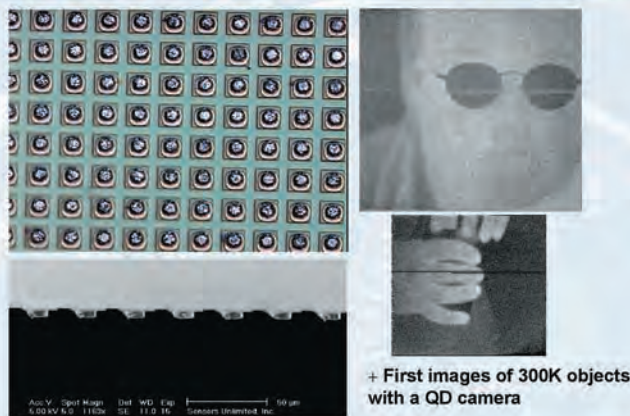 Acc.V Spot Magn Det WD Exp
5.00 kV 5.0 1163x SE 11.0 15 Sensors Unlimited, Inc.
50 µm
+ First images of 300K objects
with a QD camera